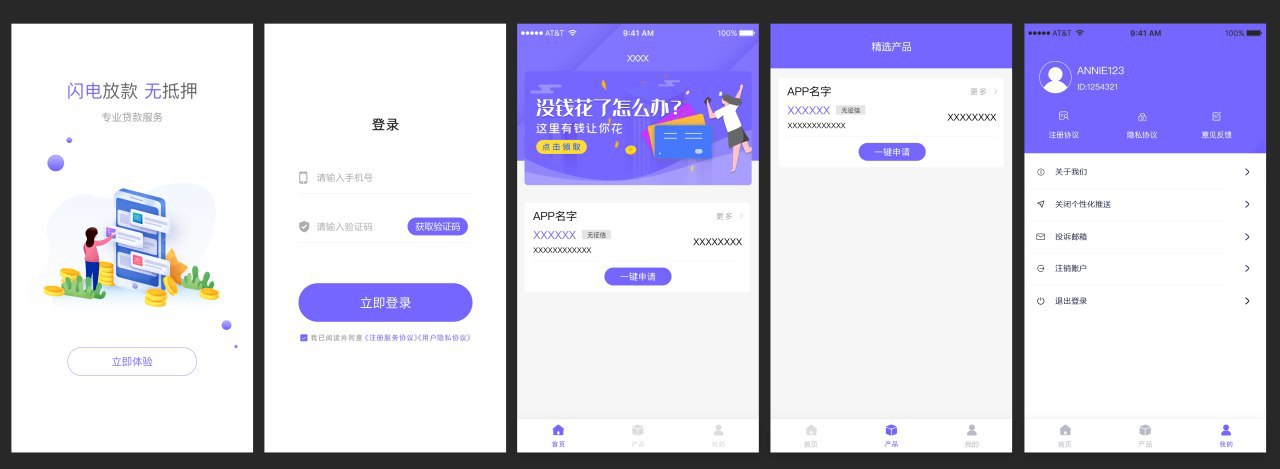 闪电放款 无抵押
专业贷款服务
立即体验
登录
请输入手机号
请输入验证码
获取验证码
立即登录
我已阅读并同意《注册服务协议》《用户隐私协议》
AT&T
9:41 AM
100%
XXXX
没钱花了怎么办?
这里有钱让你花
点击领取
APP名字
更多
XXXXXX
无征信
XXXXXXXXXXXX
XXXXXXXX
一键申请
首页
产品
我的
精选产品
APP名字
更多
XXXXXX
无征信
XXXXXXXXXXXX
XXXXXXXX
一键申请
首页
产品
我的
AT&T
9:41 AM
100%
ANNIE123
ID:1254321
注册协议
隐私协议
意见反馈
关于我们
关闭个性化推送
投诉邮箱
注销账户
退出登录
首页
产品
我的